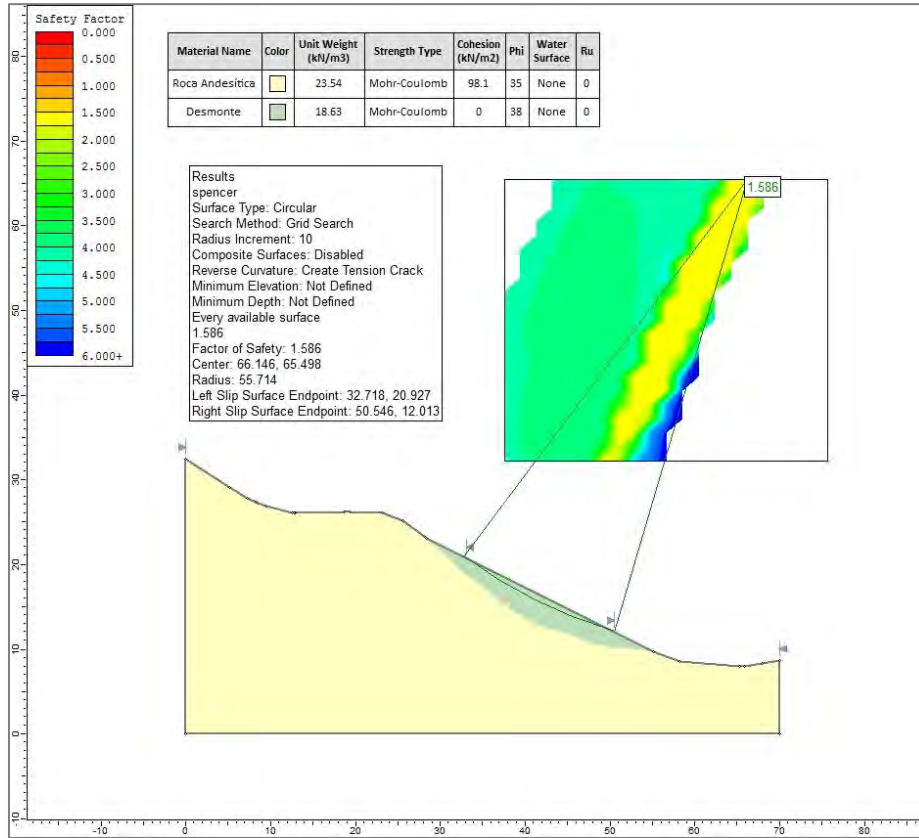 Safety Factor
0.000
0.500
1.000
1.500
2.000
2.500
3.000
3.500
4.000
4.500
5.000
5.500
6.000+
Material Name Color Unit Weight (kN/m3) Strength Type Cohesion (kN/m2) Phi Water Surface Ru
Roca Andesítica 23.54 Mohr-Coulomb 98.1 35 None 0
Desmonte 18.63 Mohr-Coulomb 0 38 None 0
Results
spencer
Surface Type: Circular
Search Method: Grid Search
Radius Increment: 10
Composite Surfaces: Disabled
Reverse Curvature: Create Tension Crack
Minimum Elevation: Not Defined
Minimum Depth: Not Defined
Every available surface
1.586
Factor of Safety: 1.586
Center: 66.146, 65.498
Radius: 55.714
Left Slip Surface Endpoint: 32.718, 20.927
Right Slip Surface Endpoint: 50.546, 12.013
1.586
80
70
60
50
40
30
20
10
0
-10
-10 0 10 20 30 40 50 60 70 80